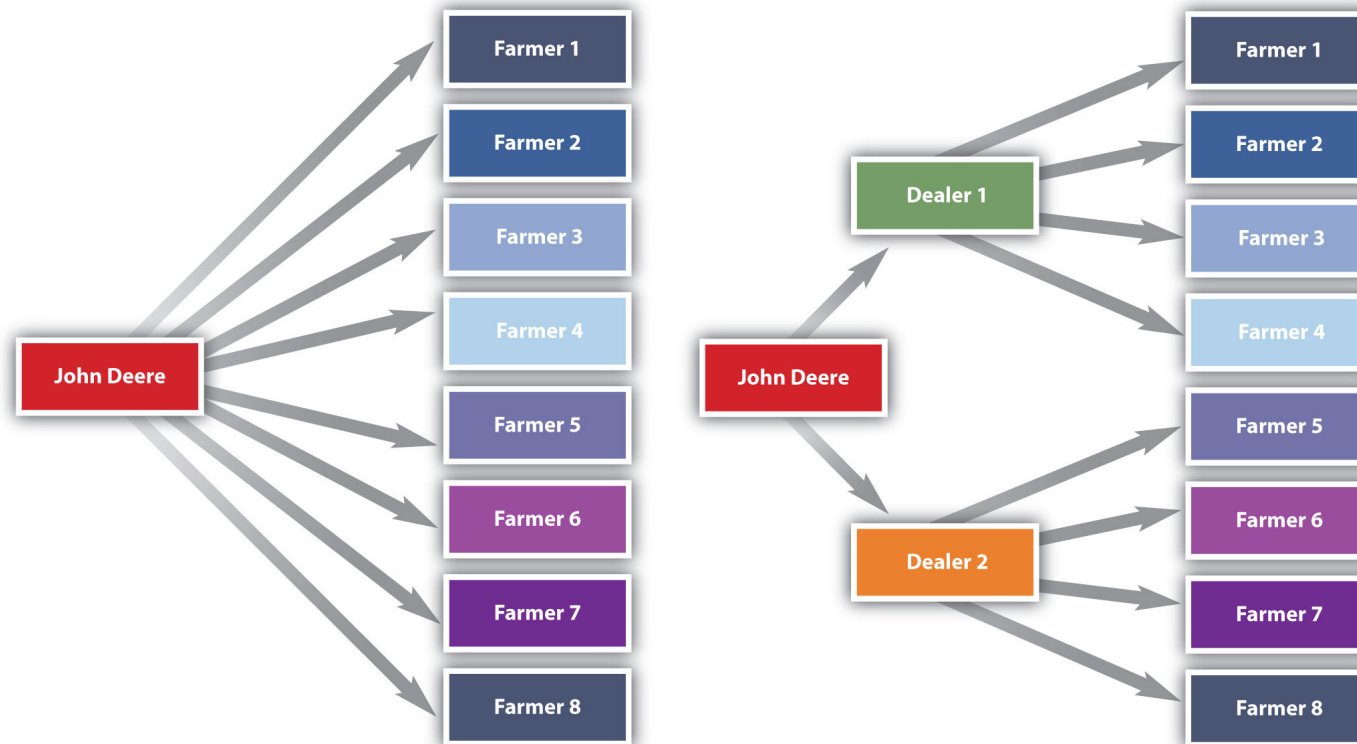 Farmer 1
Farmer 2
Farmer 3
Farmer 4
John Deere
Farmer 5
Farmer 6
Farmer 7
Farmer 8
Farmer 1
Farmer 2
Dealer 1
Farmer 3
Farmer 4
John Deere
Farmer 5
Farmer 6
Dealer 2
Farmer 7
Farmer 8